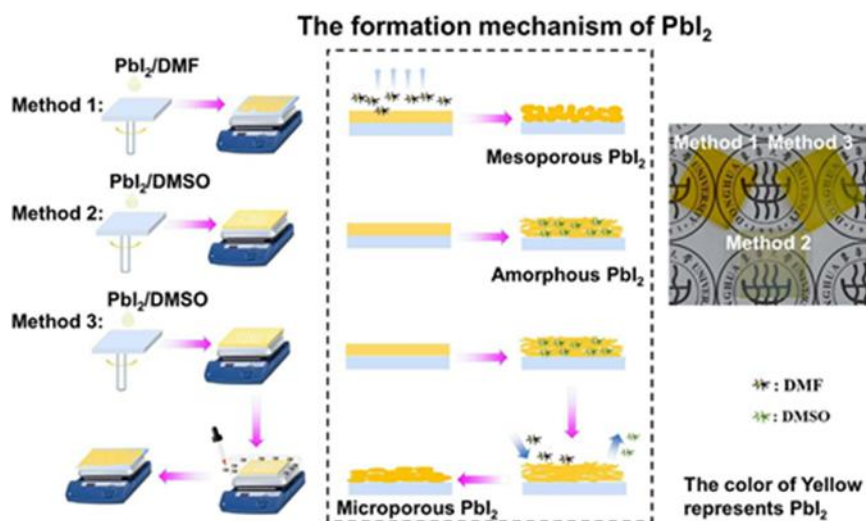 The formation mechanism of PbI₂
PbI₂/DMF
Method 1:
Mesoporous PbI₂
PbI₂/DMSO
Method 2:
Amorphous PbI₂
PbI₂/DMSO
Method 3:
Microporous PbI₂
Method 1 Method 3
Method 2
: DMF
: DMSO
The color of Yellow
represents PbI₂